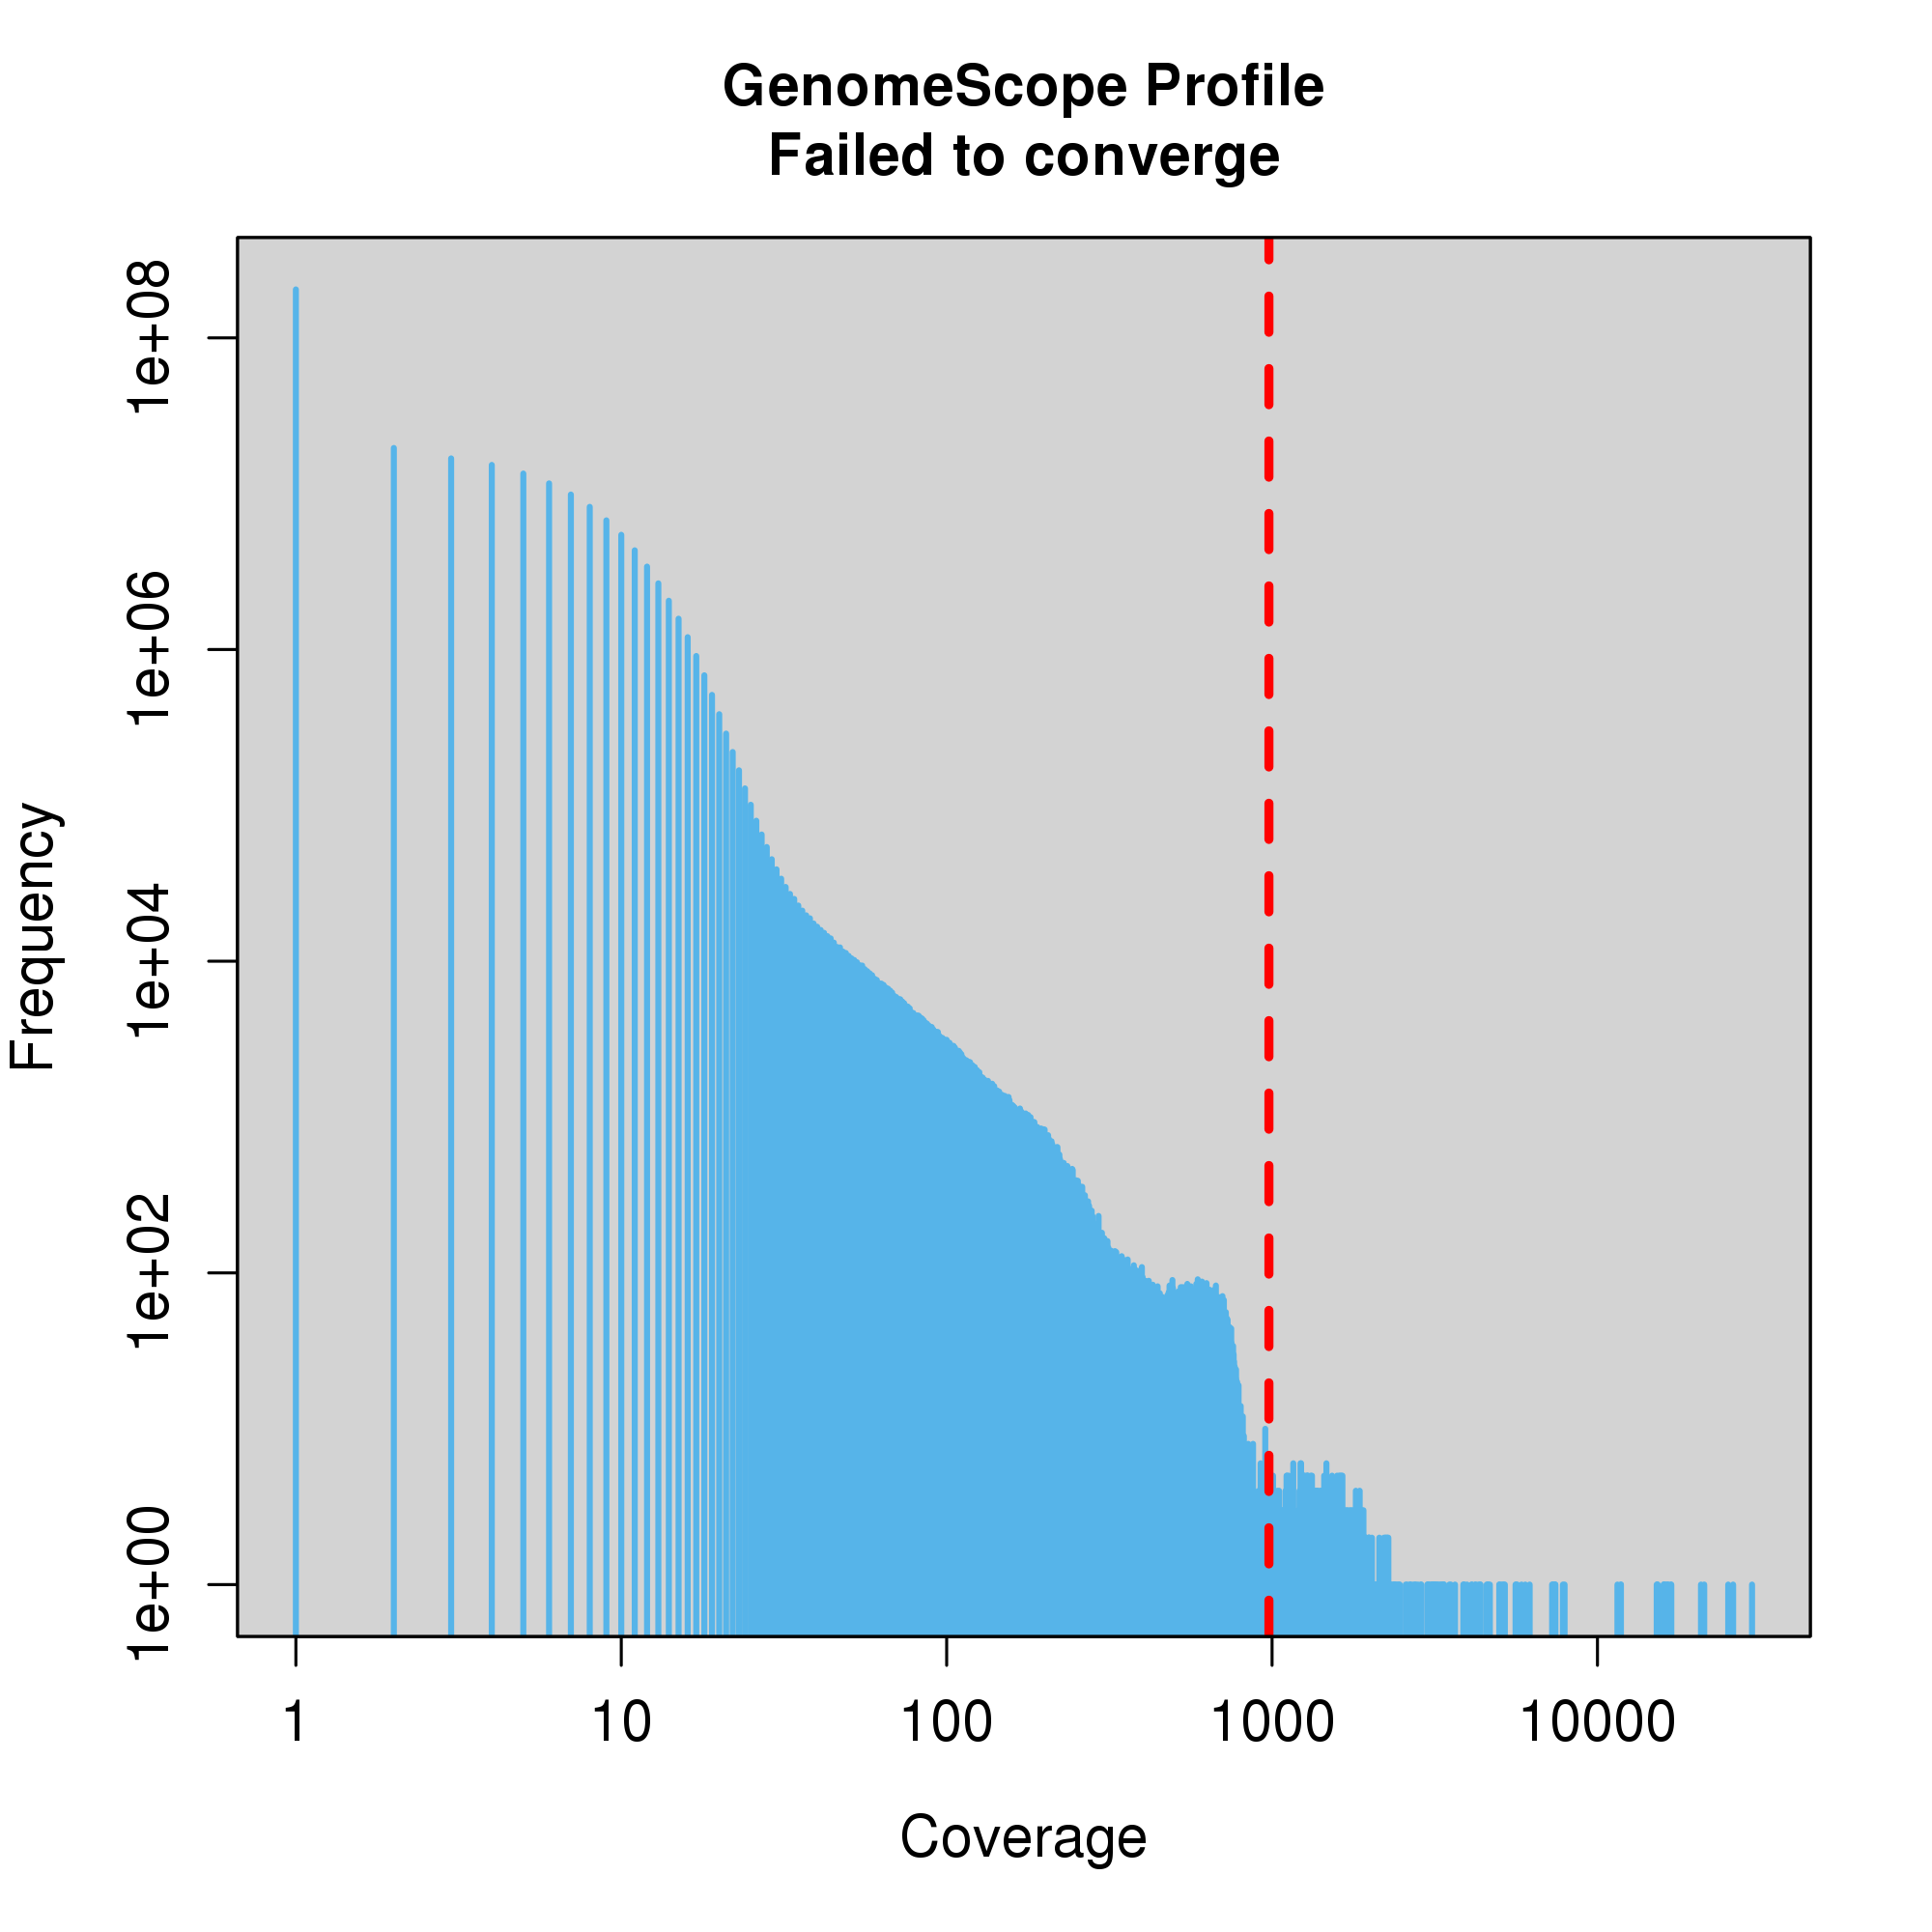 GenomeScope Profile
Failed to converge
1e+08
1e+06
1e+04
1e+02
1e+00
Frequency
1
10
100
1000
10000
Coverage